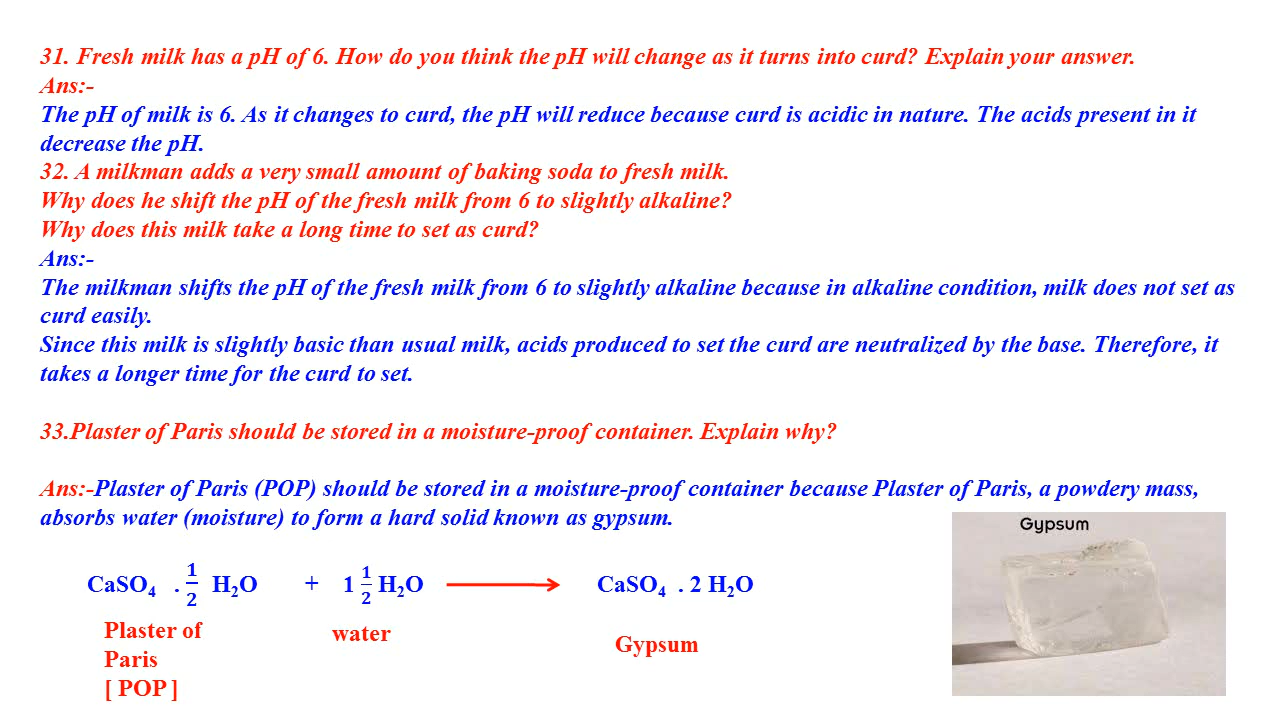 31. Fresh milk has a pH of 6. How do you think the pH will change as it turns into curd? Explain your answer.
Ans:-
The pH of milk is 6. As it changes to curd, the pH will reduce because curd is acidic in nature. The acids present in it
decrease the pH.
32. A milkman adds a very small amount of baking soda to fresh milk.
Why does he shift the pH of the fresh milk from 6 to slightly alkaline?
Why does this milk take a long time to set as curd?
Ans:-
The milkman shifts the pH of the fresh milk from 6 to slightly alkaline because in alkaline condition, milk does not set as
curd easily.
Since this milk is slightly basic than usual milk, acids produced to set the curd are neutralized by the base. Therefore, it
takes a longer time for the curd to set.
33.Plaster of Paris should be stored in a moisture-proof container. Explain why?
Ans:-Plaster of Paris (POP) should be stored in a moisture-proof container because Plaster of Paris, a powdery mass,
absorbs water (moisture) to form a hard solid known as gypsum.
Gypsum
CaSO₄ . 1/2 H₂O + 1 1/2 H₂O ⟶ CaSO₄ . 2 H₂O
Plaster of
Paris
[ POP ]
water
Gypsum